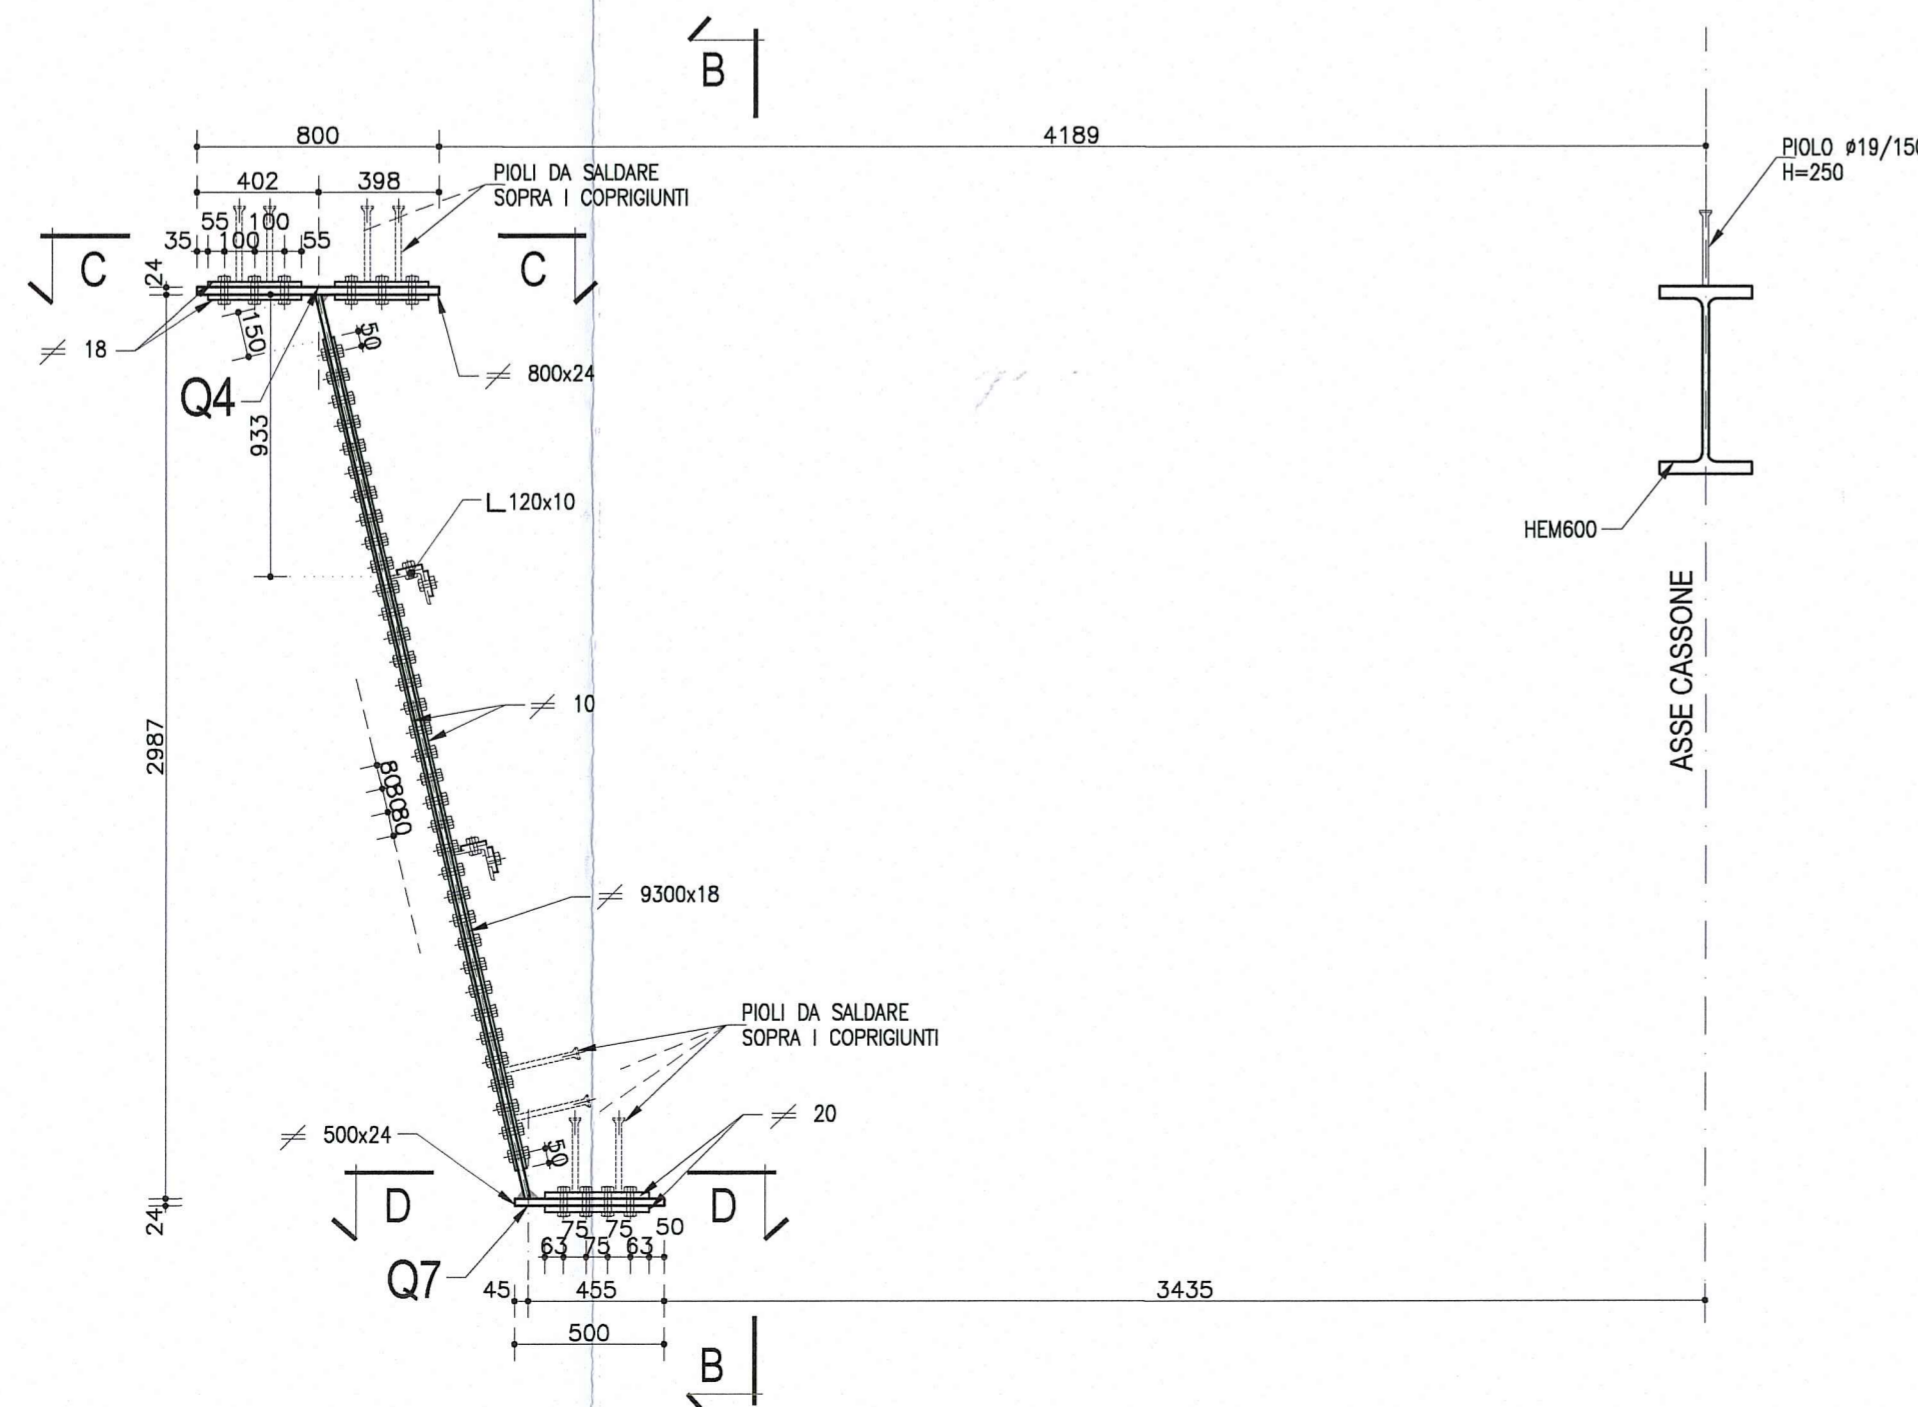 B
800
4189
PIOLO ø19/150
H=250
402
398
PIOLI DA SALDARE
SOPRA I COPRIGIUNTI
55
100
35
100
55
C
C
24
150
50
18
800x24
Q4
933
L 120x10
HEM600
ASSE CASSONE
10
2987
80
80
80
9300x18
PIOLI DA SALDARE
SOPRA I COPRIGIUNTI
20
500x24
50
D
D
24
75
75
50
63
75
63
Q7
45
455
3435
500
B